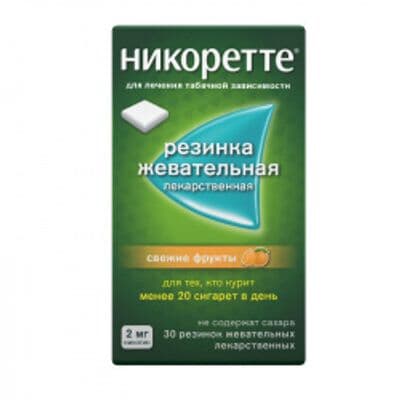 никоретте®
для лечения табачной зависимости
резинка
жевательная
лекарственная
свежие фрукты
для тех, кто курит
менее 20 сигарет в день
2 мг
не содержат сахара
30 резинок жевательных
лекарственных